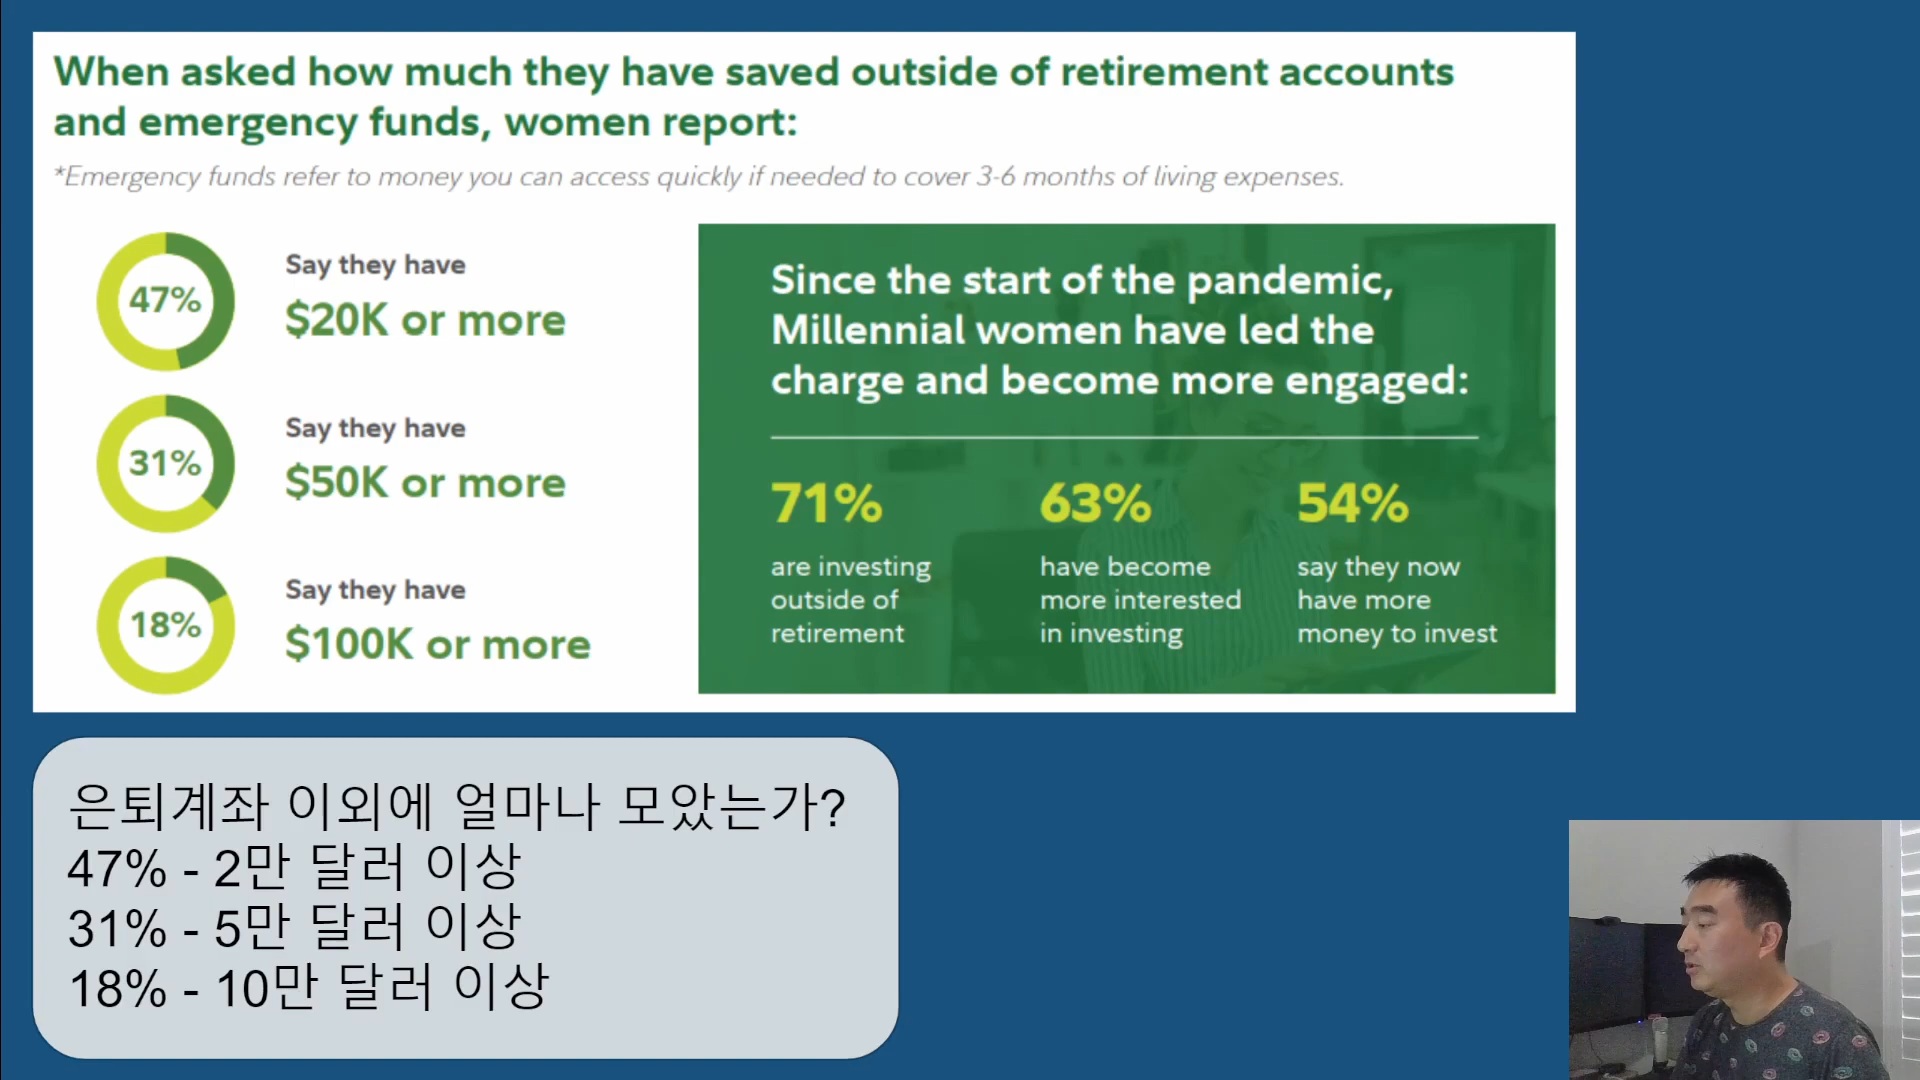 When asked how much they have saved outside of retirement accounts
and emergency funds, women report:
*Emergency funds refer to money you can access quickly if needed to cover 3-6 months of living expenses.
47%
Say they have
$20K or more
31%
Say they have
$50K or more
18%
Say they have
$100K or more
Since the start of the pandemic,
Millennial women have led the
charge and become more engaged:
71%
are investing
outside of
retirement
63%
have become
more interested
in investing
54%
say they now
have more
money to invest
은퇴계좌 이외에 얼마나 모았는가?
47% - 2만 달러 이상
31% - 5만 달러 이상
18% - 10만 달러 이상